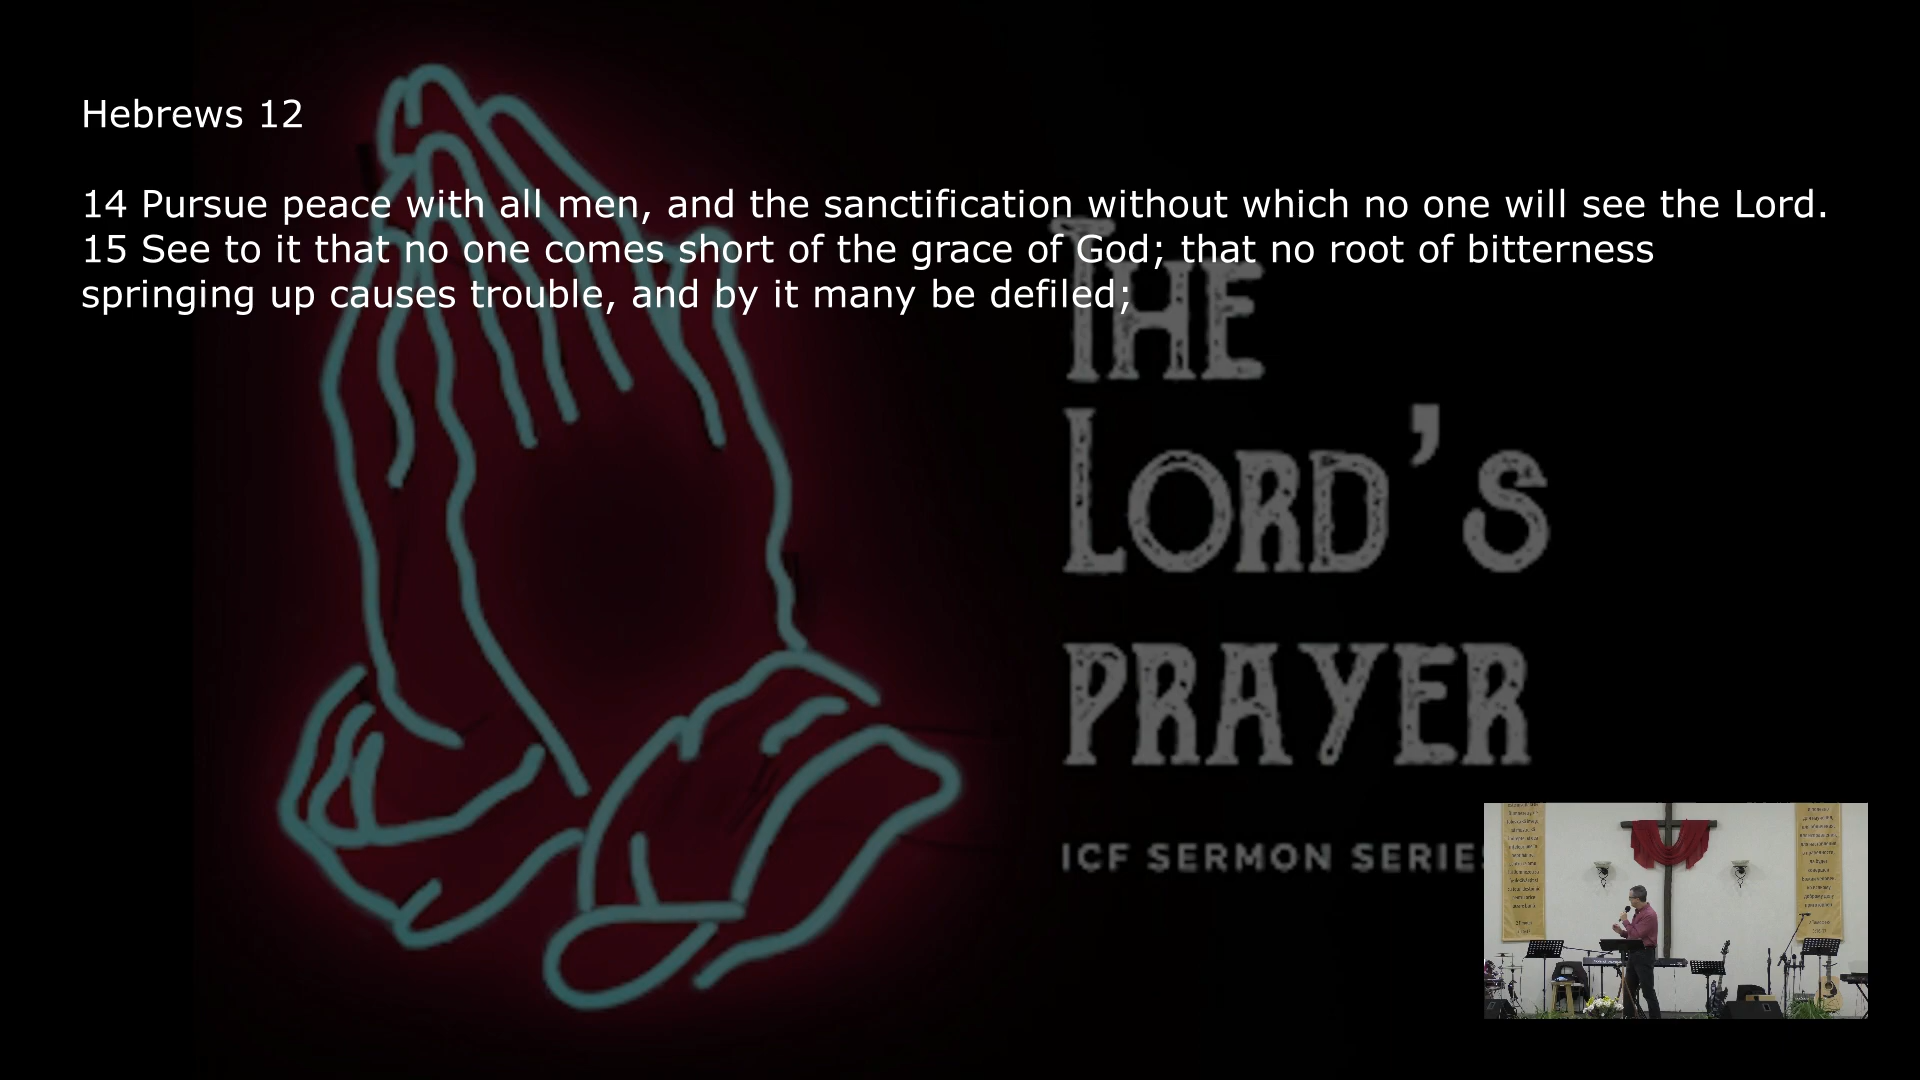 Hebrews 12
14 Pursue peace with all men, and the sanctification without which no one will see the Lord.
15 See to it that no one comes short of the grace of God; that no root of bitterness
springing up causes trouble, and by it many be defiled;
THE
LORD'S
PRAYER
ICF SERMON SERIES